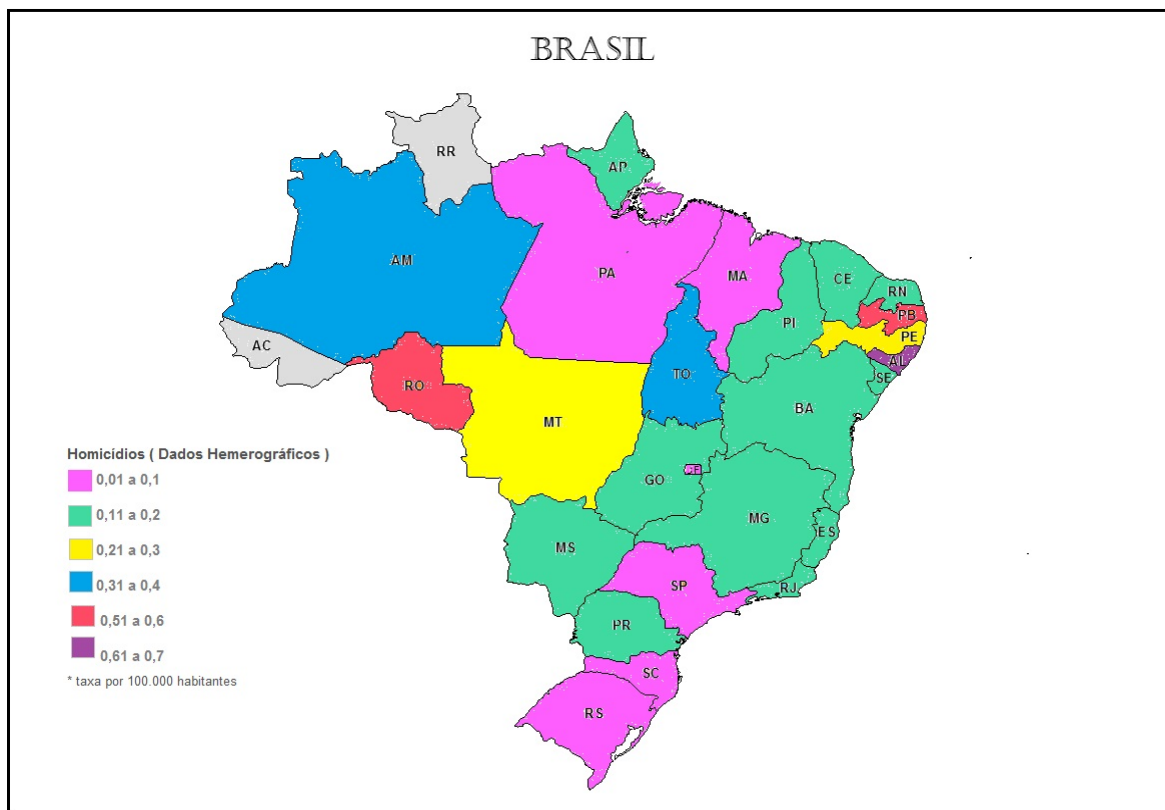 BRASIL
RR
AP
AM
PA
MA
CE
RN
PB
PI
PE
AC
AL
TO
SE
RO
BA
MT
DF
GO
MG
ES
MS
SP
RJ
PR
SC
RS
Homicídios ( Dados Hemerográficos )
0,01 a 0,1
0,11 a 0,2
0,21 a 0,3
0,31 a 0,4
0,51 a 0,6
0,61 a 0,7
* taxa por 100.000 habitantes